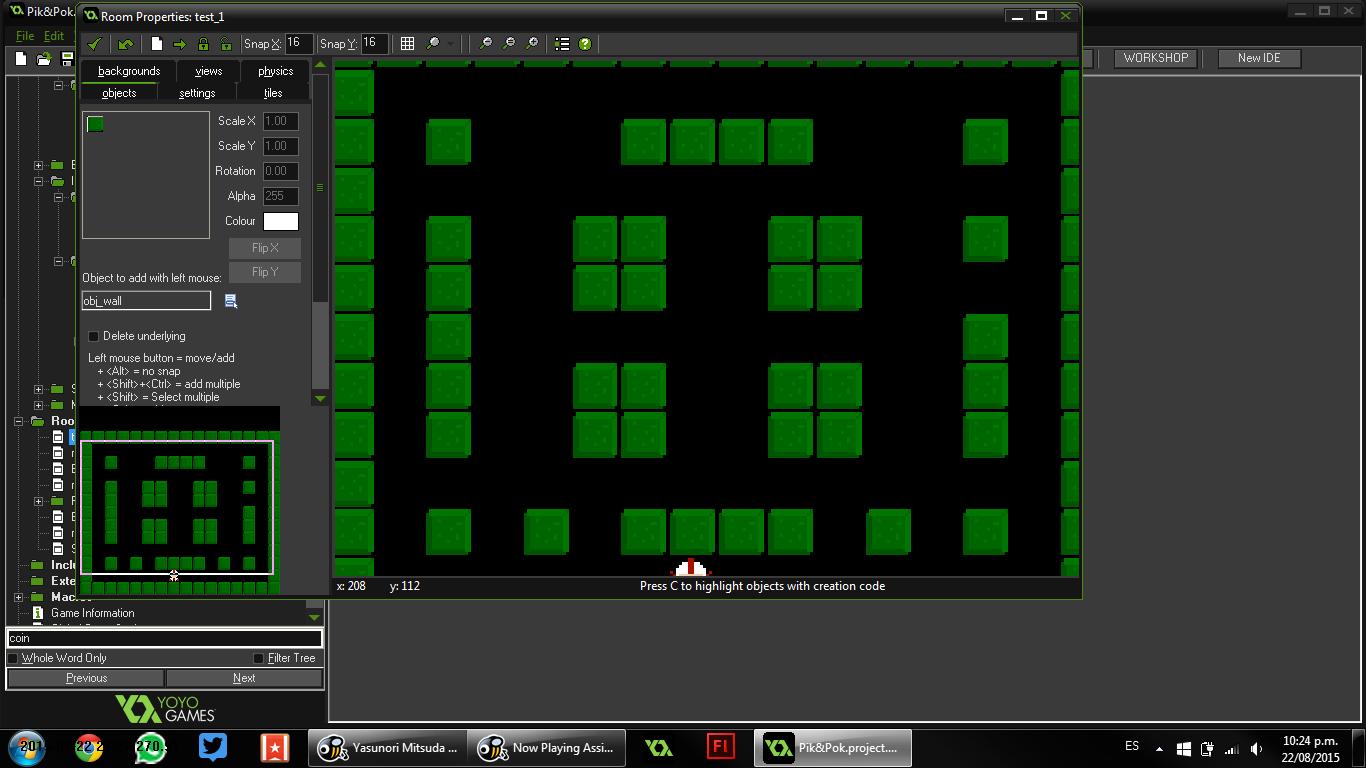 Pik&Pok.
Room Properties: test_1
File Edit
Snap X: 16 Snap Y: 16
WORKSHOP New IDE
backgrounds views physics
objects settings tiles
Scale X 1.00
Scale Y 1.00
Rotation 0.00
Alpha 255
Colour
Flip X
Flip Y
Object to add with left mouse:
obj_wall
Delete underlying
Left mouse button = move/add
+ <Alt> = no snap
+ <Shift>+<Ctrl> = add multiple
+ <Shift> = Select multiple
x: 208 y: 112 Press C to highlight objects with creation code
Game Information
coin
Whole Word Only Filter Tree
Previous Next
YOYO
GAMES
Yasunori Mitsuda ... Now Playing Assi... FI Pik&Pok.project....
ES
10:24 p.m.
22/08/2015